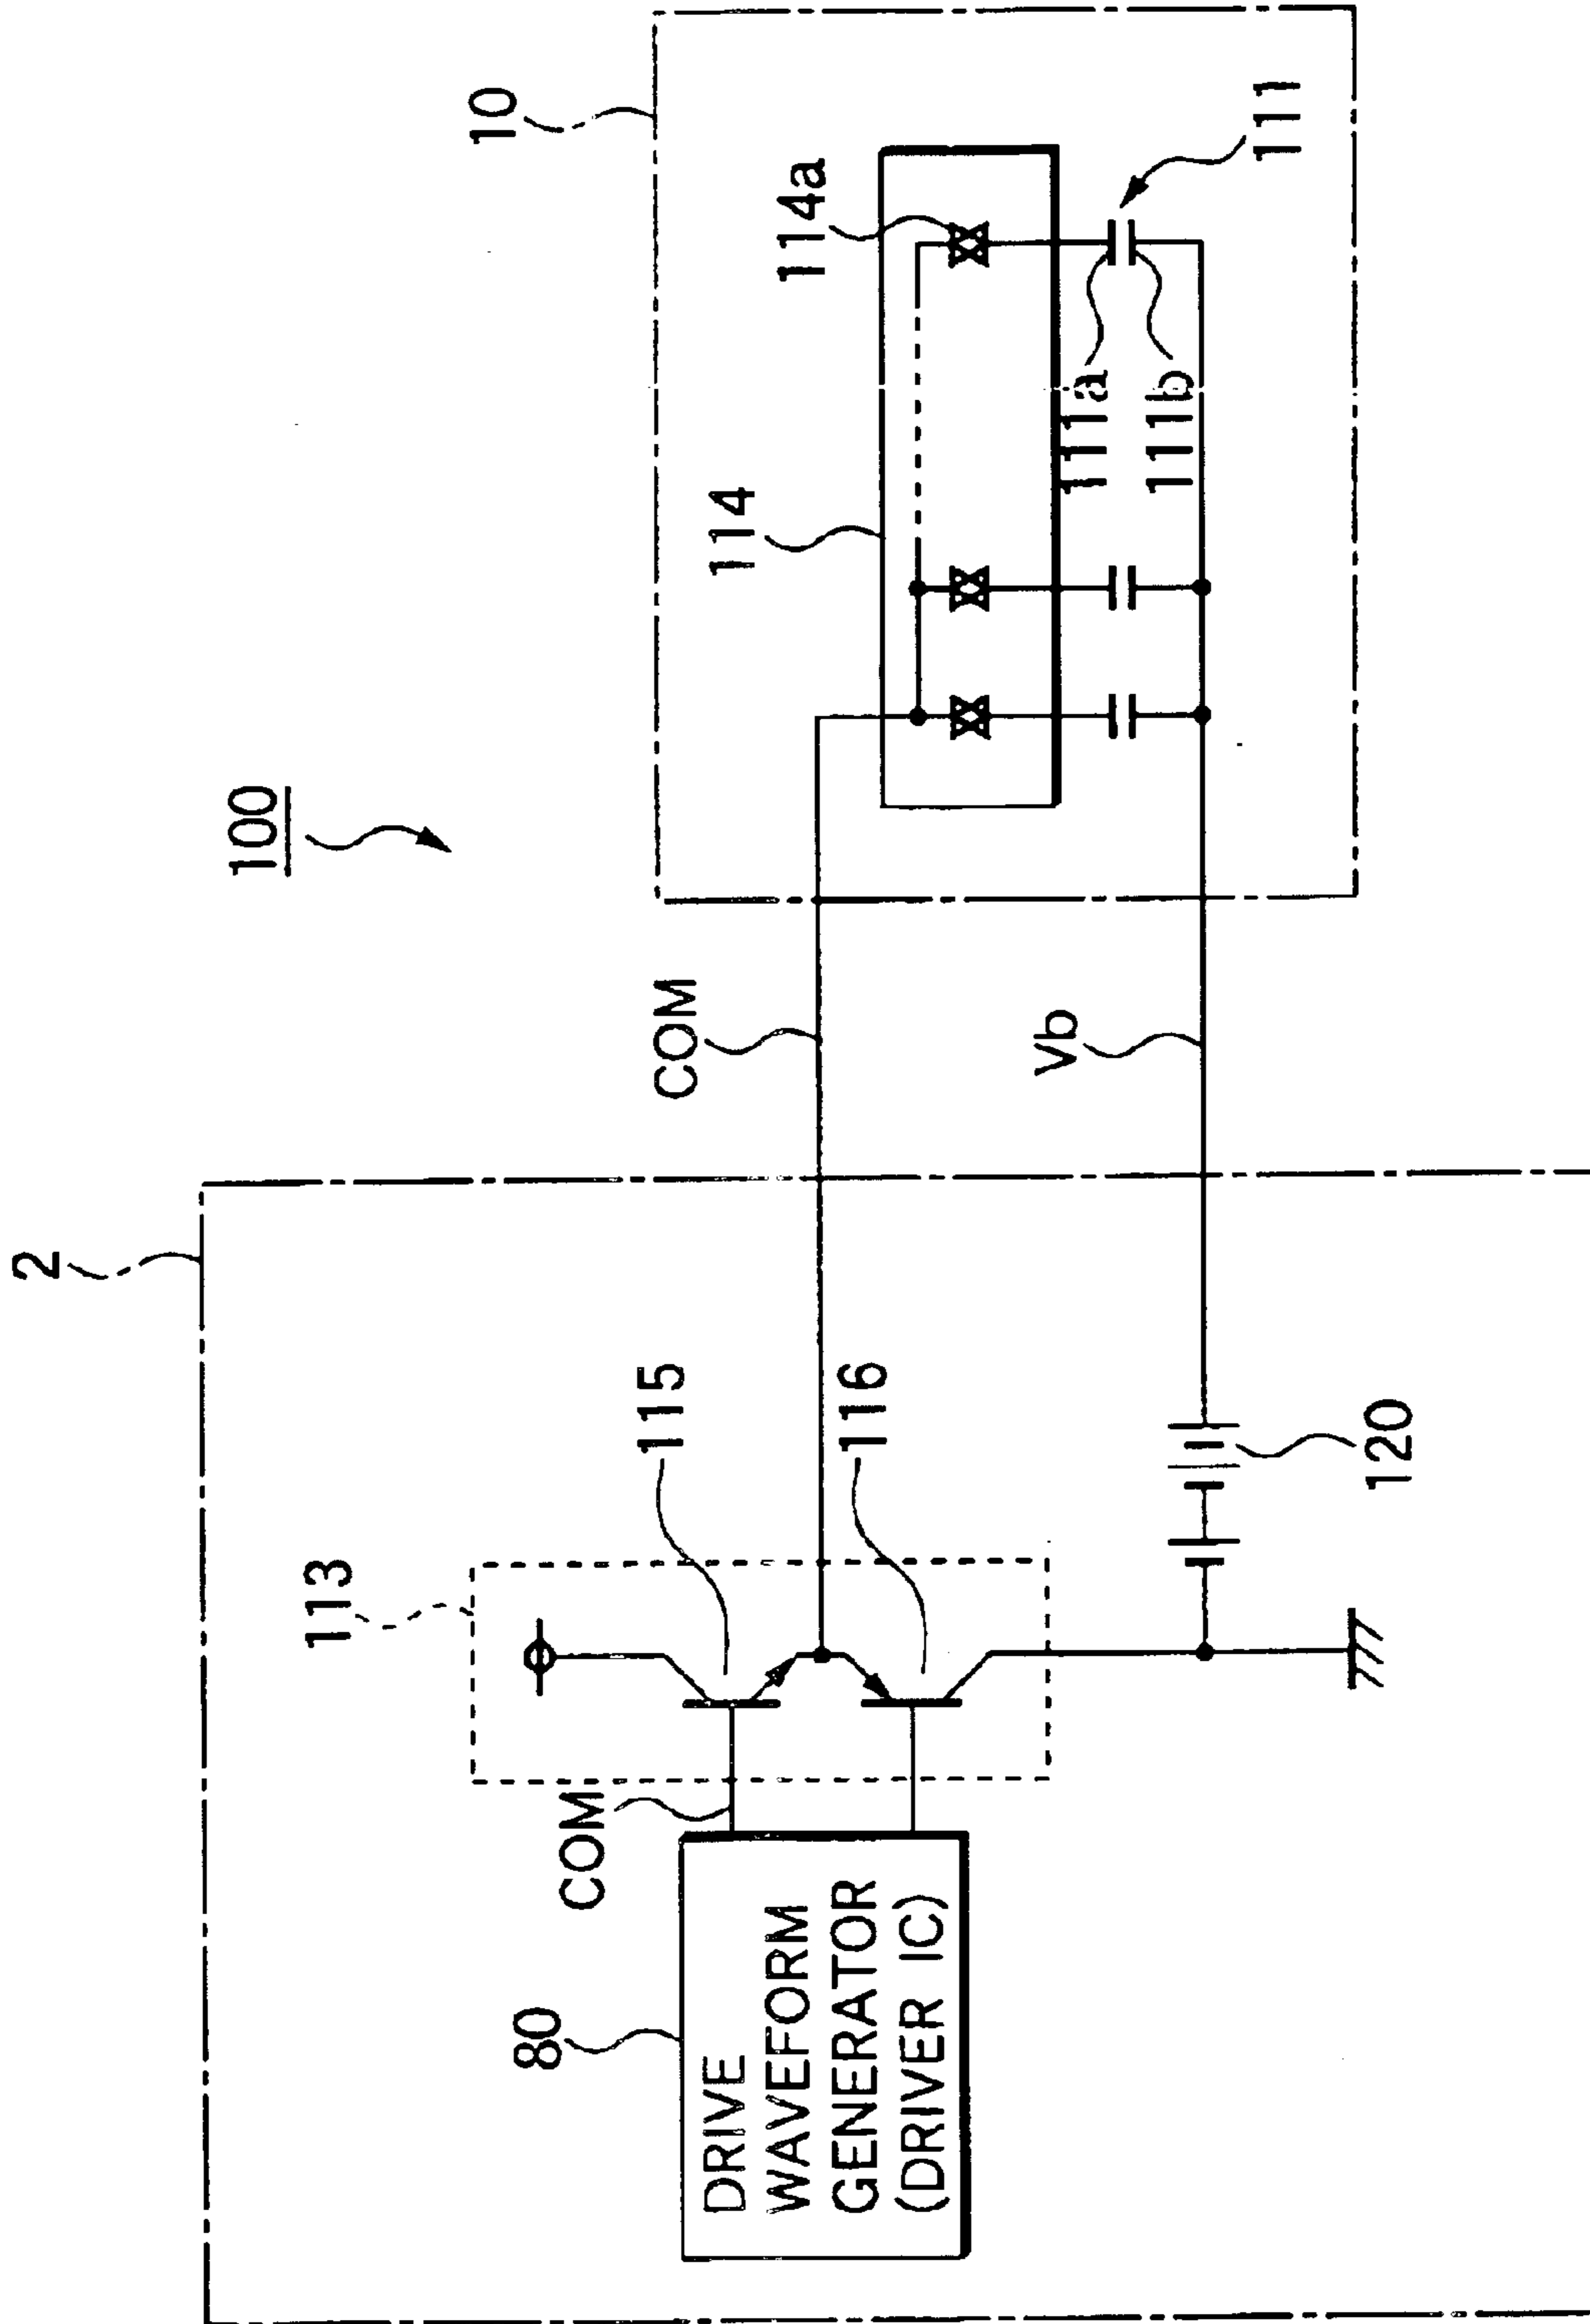 100
2
10
113
115
COM
114
114a
80
COM
DRIVE
WAVEFORM
GENERATOR
(DRIVER IC)
116
Vb
111a
111b
111
120